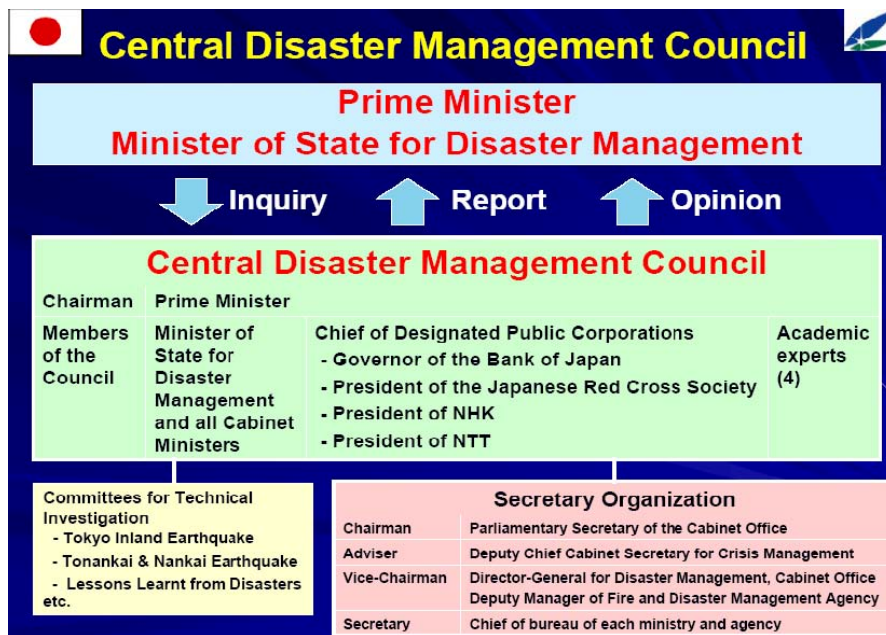 Central Disaster Management Council
Prime Minister
Minister of State for Disaster Management
Inquiry
Report
Opinion
Central Disaster Management Council
Chairman
Prime Minister
Members
of the
Council
Minister of
State for
Disaster
Management
and all Cabinet
Ministers
Chief of Designated Public Corporations
- Governor of the Bank of Japan
- President of the Japanese Red Cross Society
- President of NHK
- President of NTT
Academic
experts
(4)
Committees for Technical
Investigation
- Tokyo Inland Earthquake
- Tonankai & Nankai Earthquake
- Lessons Learnt from Disasters
etc.
Secretary Organization
Chairman
Parliamentary Secretary of the Cabinet Office
Adviser
Deputy Chief Cabinet Secretary for Crisis Management
Vice-Chairman
Director-General for Disaster Management, Cabinet Office
Deputy Manager of Fire and Disaster Management Agency
Secretary
Chief of bureau of each ministry and agency